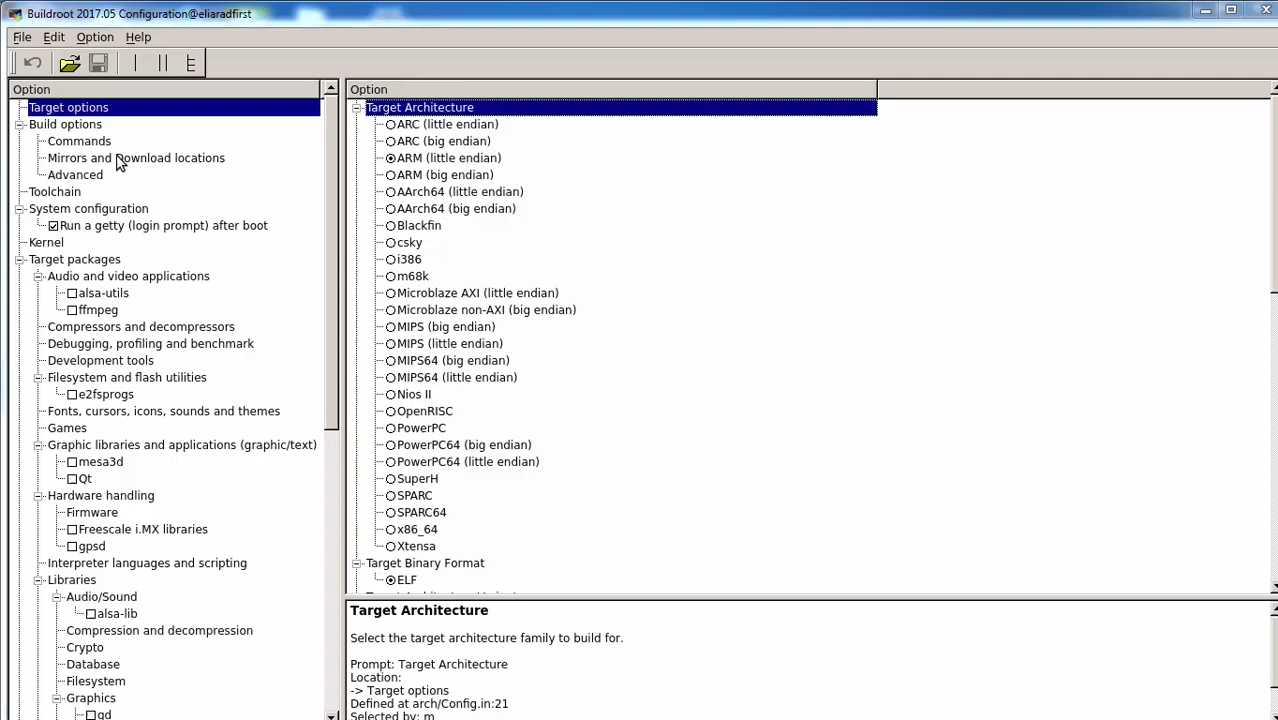 Buildroot 2017.05 Configuration@eliaradfirst
File Edit Option Help
Option
Target options
Build options
Commands
Mirrors and Download locations
Advanced
Toolchain
System configuration
Run a getty (login prompt) after boot
Kernel
Target packages
Audio and video applications
alsa-utils
ffmpeg
Compressors and decompressors
Debugging, profiling and benchmark
Development tools
Filesystem and flash utilities
e2fsprogs
Fonts, cursors, icons, sounds and themes
Games
Graphic libraries and applications (graphic/text)
mesa3d
Qt
Hardware handling
Firmware
Freescale i.MX libraries
gpsd
Interpreter languages and scripting
Libraries
Audio/Sound
alsa-lib
Compression and decompression
Crypto
Database
Filesystem
Graphics
gd
Option
Target Architecture
ARC (little endian)
ARC (big endian)
ARM (little endian)
ARM (big endian)
AArch64 (little endian)
AArch64 (big endian)
Blackfin
csky
i386
m68k
Microblaze AXI (little endian)
Microblaze non-AXI (big endian)
MIPS (big endian)
MIPS (little endian)
MIPS64 (big endian)
MIPS64 (little endian)
Nios II
OpenRISC
PowerPC
PowerPC64 (big endian)
PowerPC64 (little endian)
SuperH
SPARC
SPARC64
x86_64
Xtensa
Target Binary Format
ELF
Target Architecture
Select the target architecture family to build for.
Prompt: Target Architecture
Location:
-> Target options
Defined at arch/Config.in:21
Selected by: m